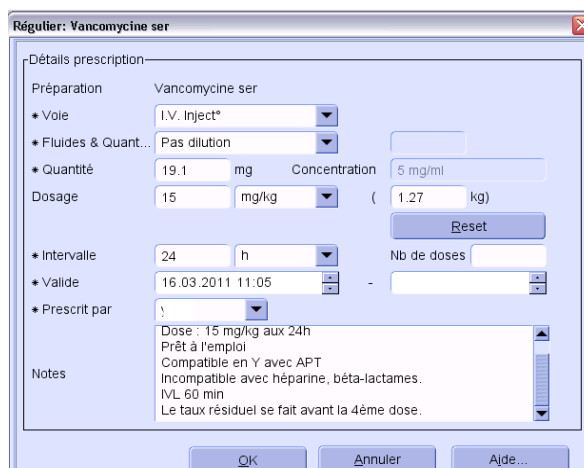 Régulier: Vancomycine ser
Détails prescription
Préparation Vancomycine ser
* Voie I.V. Inject°
* Fluides & Quant... Pas dilution
* Quantité 19.1 mg Concentration 5 mg/ml
Dosage 15 mg/kg ( 1.27 kg)
Reset
* Intervalle 24 h Nb de doses
* Valide 16.03.2011 11:05 -
* Prescrit par
Notes
Dose : 15 mg/kg aux 24h
Prêt à l'emploi
Compatible en Y avec APT
Incompatible avec héparine, béta-lactames.
IVL 60 min
Le taux résiduel se fait avant la 4ème dose.
OK Annuler Aide...